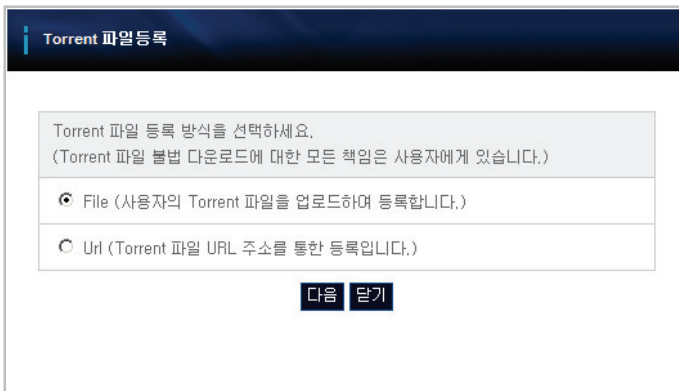 Torrent 파일등록
Torrent 파일 등록 방식을 선택하세요.
(Torrent 파일 불법 다운로드에 대한 모든 책임은 사용자에게 있습니다.)
File (사용자의 Torrent 파일을 업로드하여 등록합니다.)
Url (Torrent 파일 URL 주소를 통한 등록입니다.)
다음 닫기